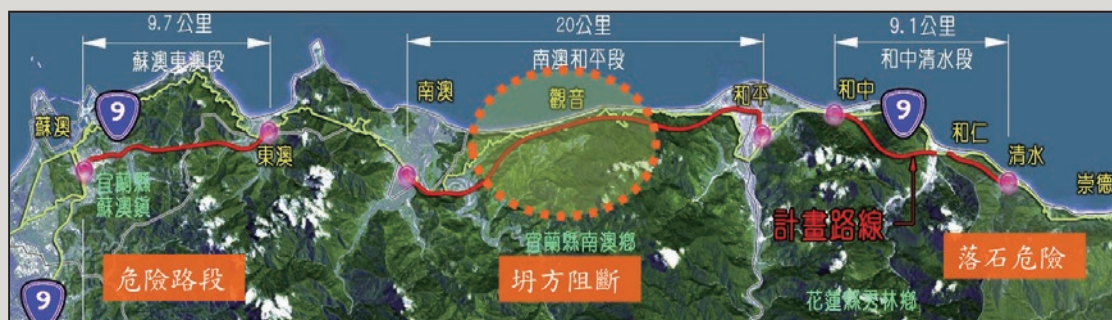 9.7公里
20公里
9.1公里
蘇澳東澳段
南澳和平段
和中清水段
9
蘇澳
東澳
南澳
觀音
和平
和中
9
和仁
清水
崇德
宜蘭縣
蘇澳鎮
宜蘭縣南澳鄉
計畫路線
花蓮縣秀林鄉
危險路段
坍方阻斷
落石危險
9
9